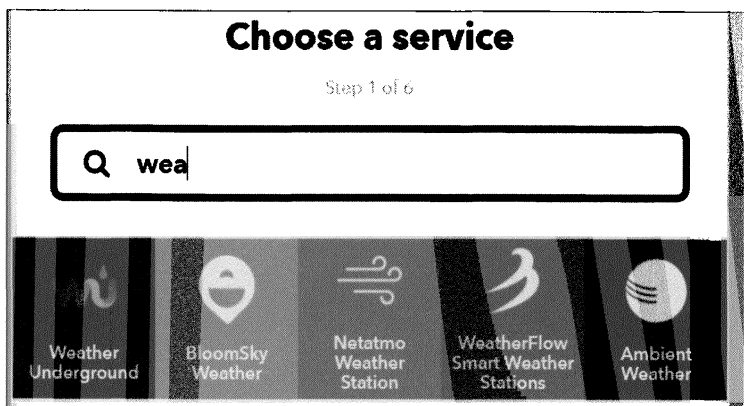 Choose a service
Step 1 of 6
wea
Weather
Underground
BloomSky
Weather
Netatmo
Weather
Station
WeatherFlow
Smart Weather
Stations
Ambient
Weather